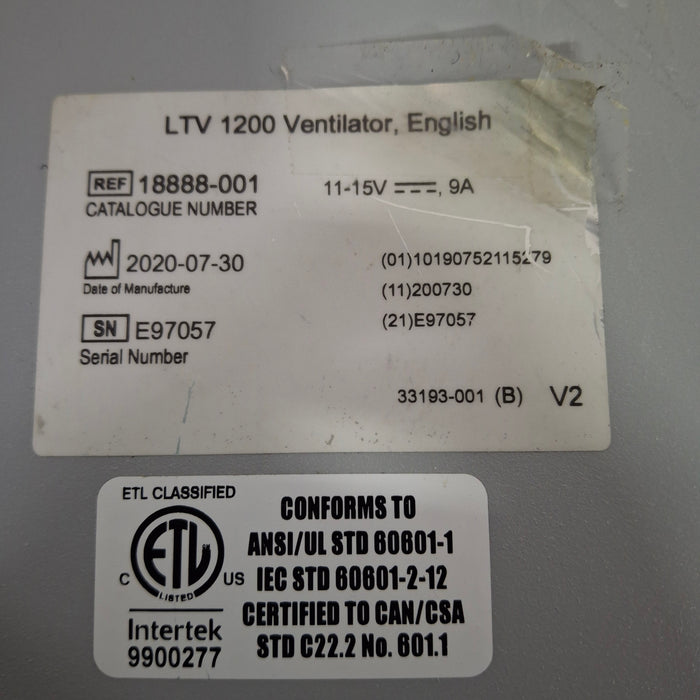 LTV 1200 Ventilator, English
REF 18888-001
CATALOGUE NUMBER
11-15V ⎓, 9A
2020-07-30
Date of Manufacture
(01)10190752115279
(11)200730
(21)E97057
SN E97057
Serial Number
33193-001 (B) V2
ETL CLASSIFIED
ETL
CM
LISTED
C US
Intertek
9900277
CONFORMS TO
ANSI/UL STD 60601-1
IEC STD 60601-2-12
CERTIFIED TO CAN/CSA
STD C22.2 No. 601.1